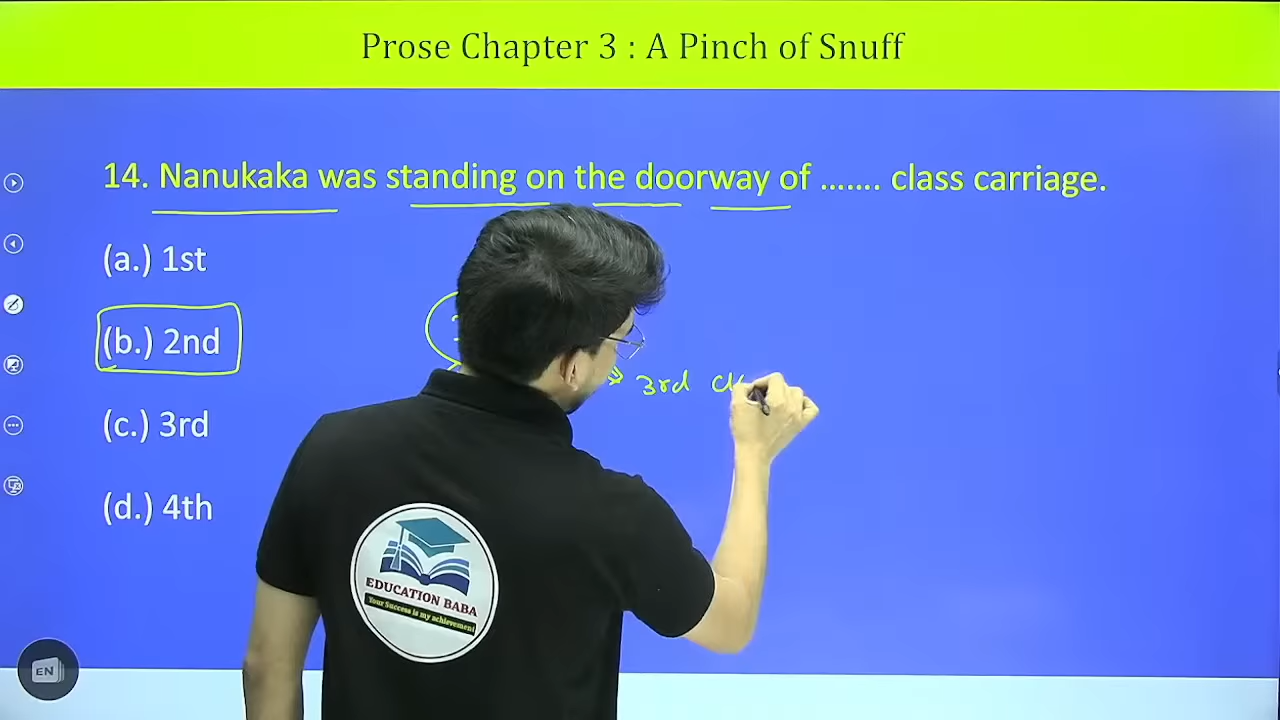 Prose Chapter 3 : A Pinch of Snuff
14. Nanukaka was standing on the doorway of ....... class carriage.
(a.) 1st
(b.) 2nd
(c.) 3rd
(d.) 4th
3rd
EDUCATION BABA
Your Success is my achievement
EN